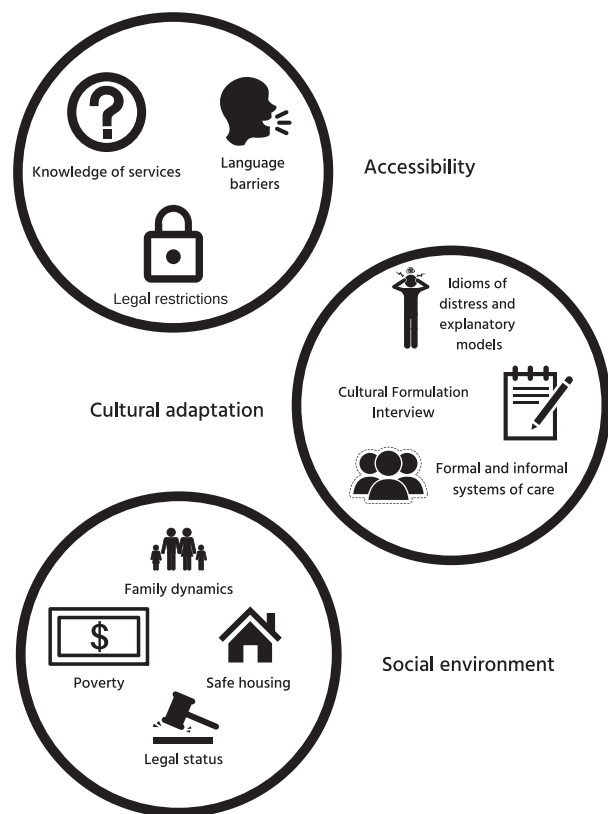 Knowledge of services
Language
barriers
Legal restrictions
Accessibility
Idioms of
distress and
explanatory
models
Cultural Formulation
Interview
Formal and informal
systems of care
Cultural adaptation
Family dynamics
$
Poverty
Safe housing
Legal status
Social environment